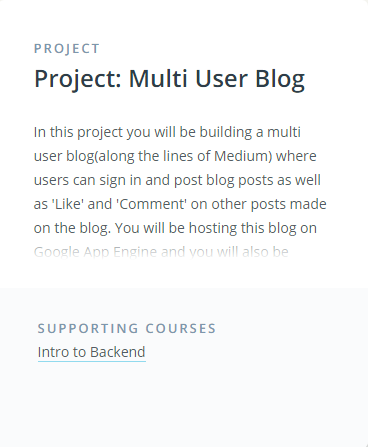 PROJECT
Project: Multi User Blog
In this project you will be building a multi
user blog(along the lines of Medium) where
users can sign in and post blog posts as well
as 'Like' and 'Comment' on other posts made
on the blog. You will be hosting this blog on
Google App Engine and you will also be
SUPPORTING COURSES
Intro to Backend